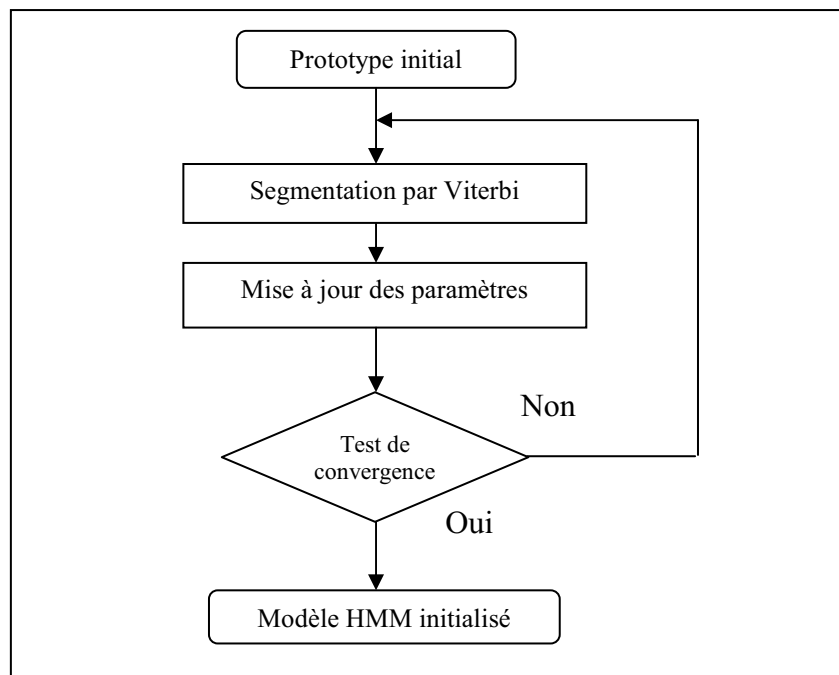 Prototype initial
Segmentation par Viterbi
Mise à jour des paramètres
Non
Test de
convergence
Oui
Modèle HMM initialisé